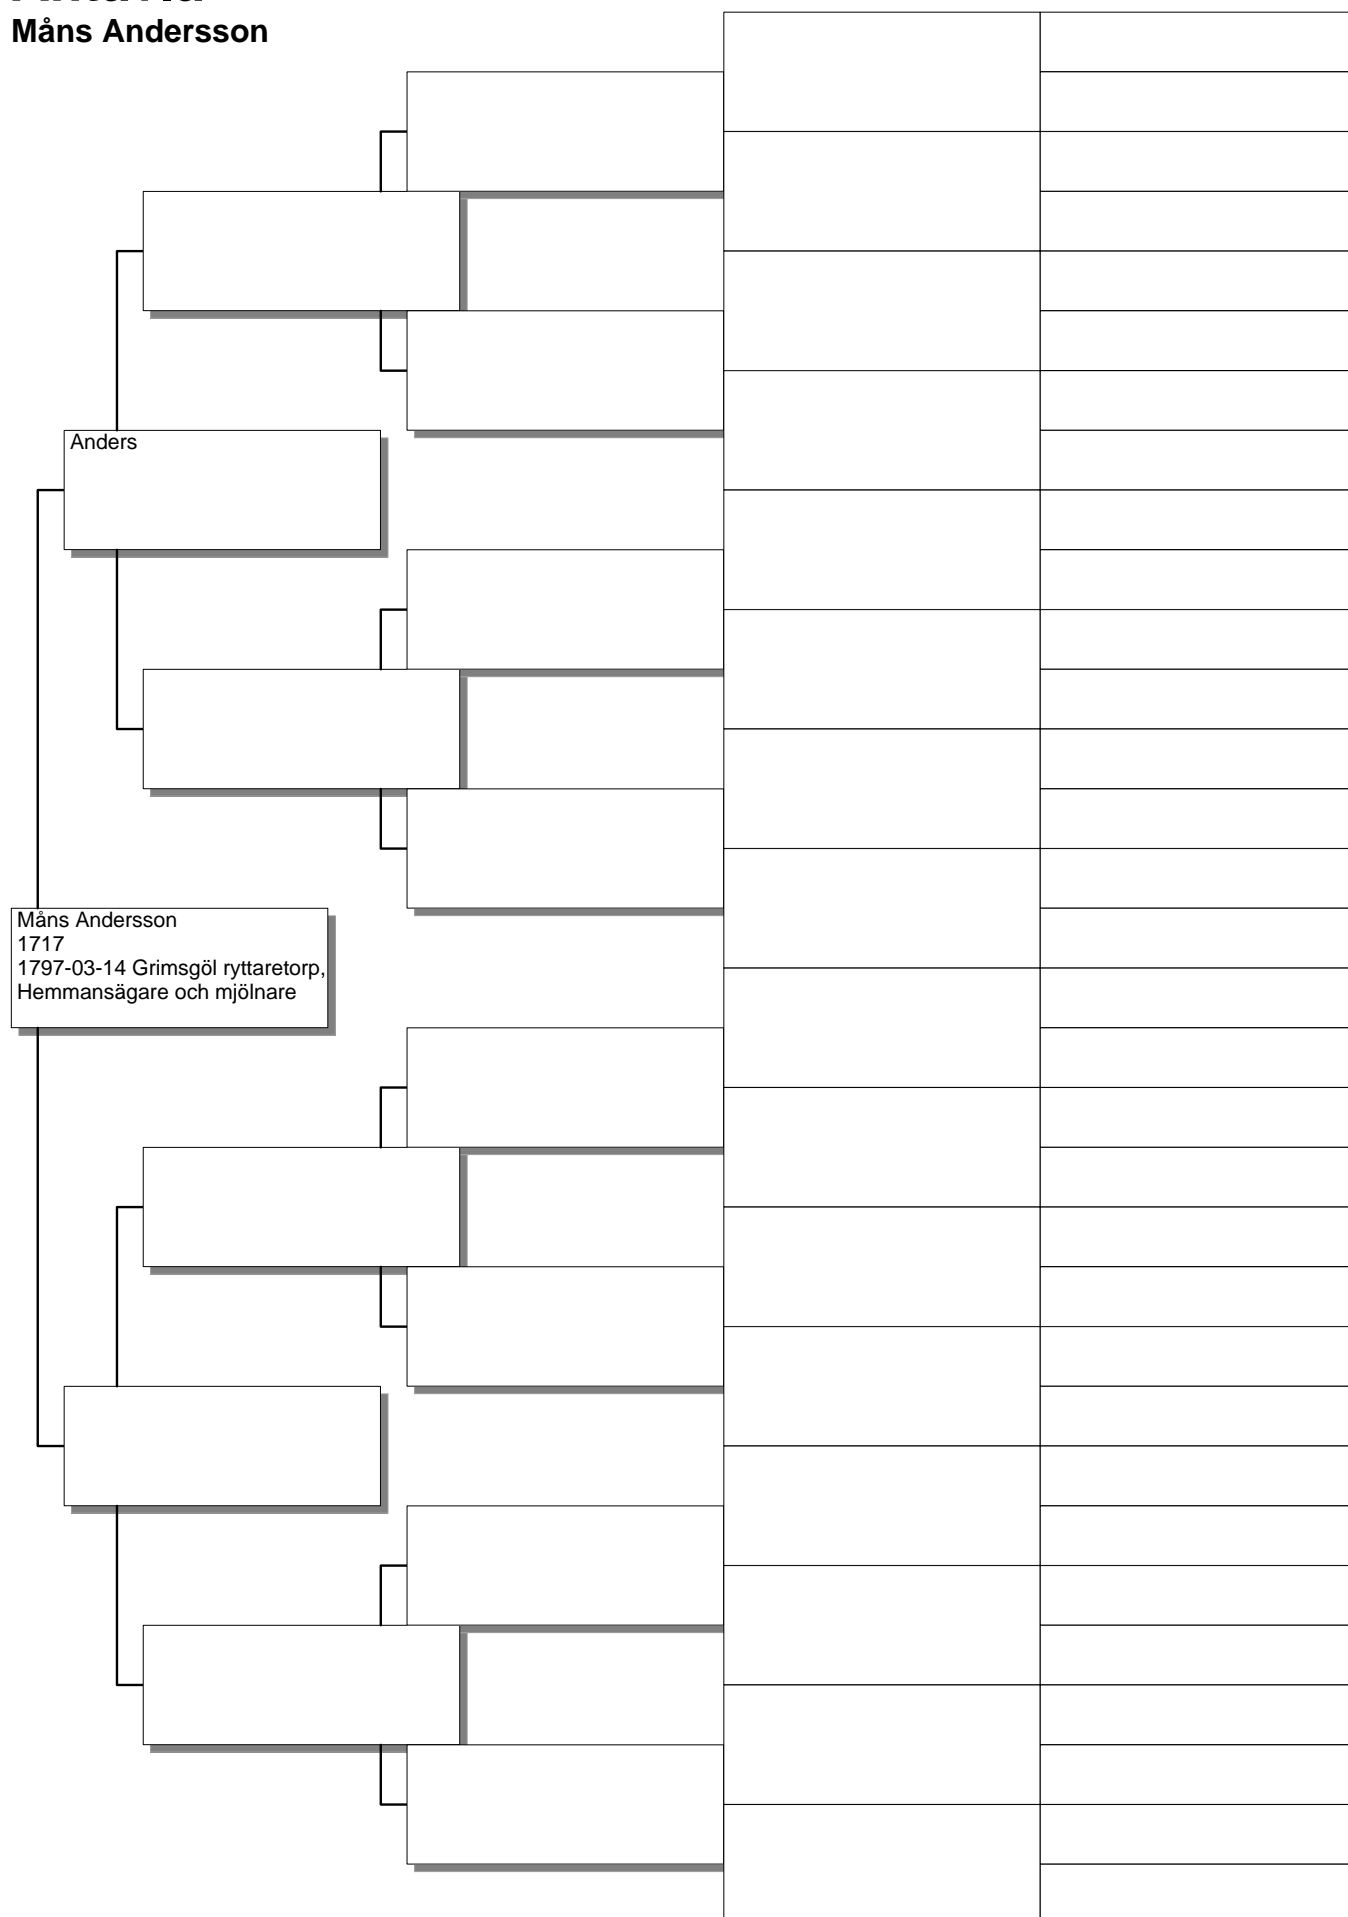 Måns Andersson
Anders
Måns Andersson
1717
1797-03-14 Grimsgöl ryttaretorp,
Hemmansägare och mjölnare